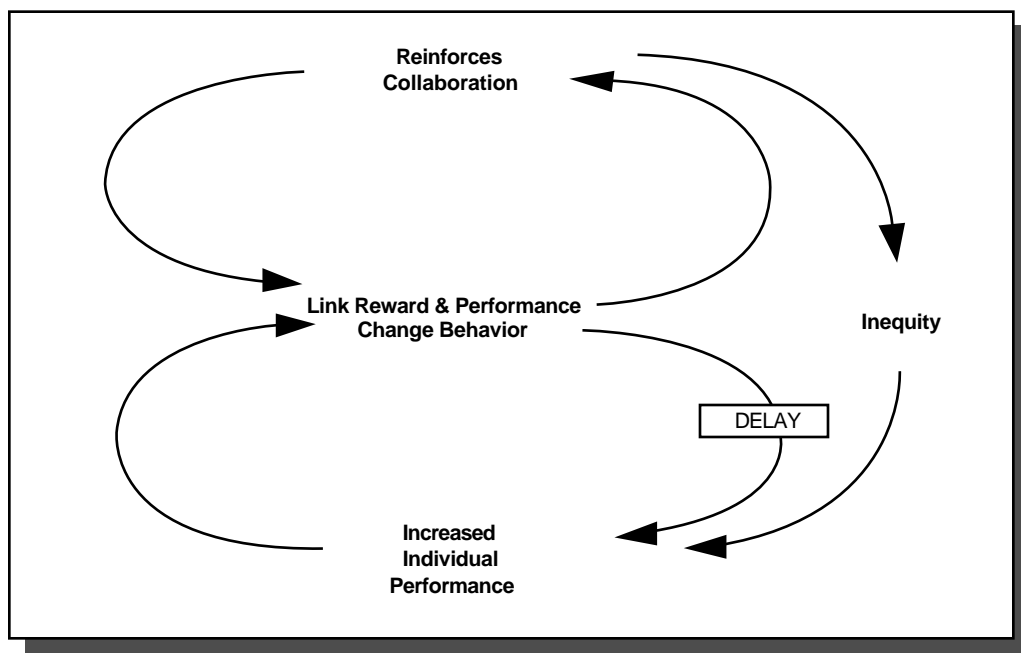 Reinforces
Collaboration
Link Reward & Performance
Change Behavior
Inequity
DELAY
Increased
Individual
Performance